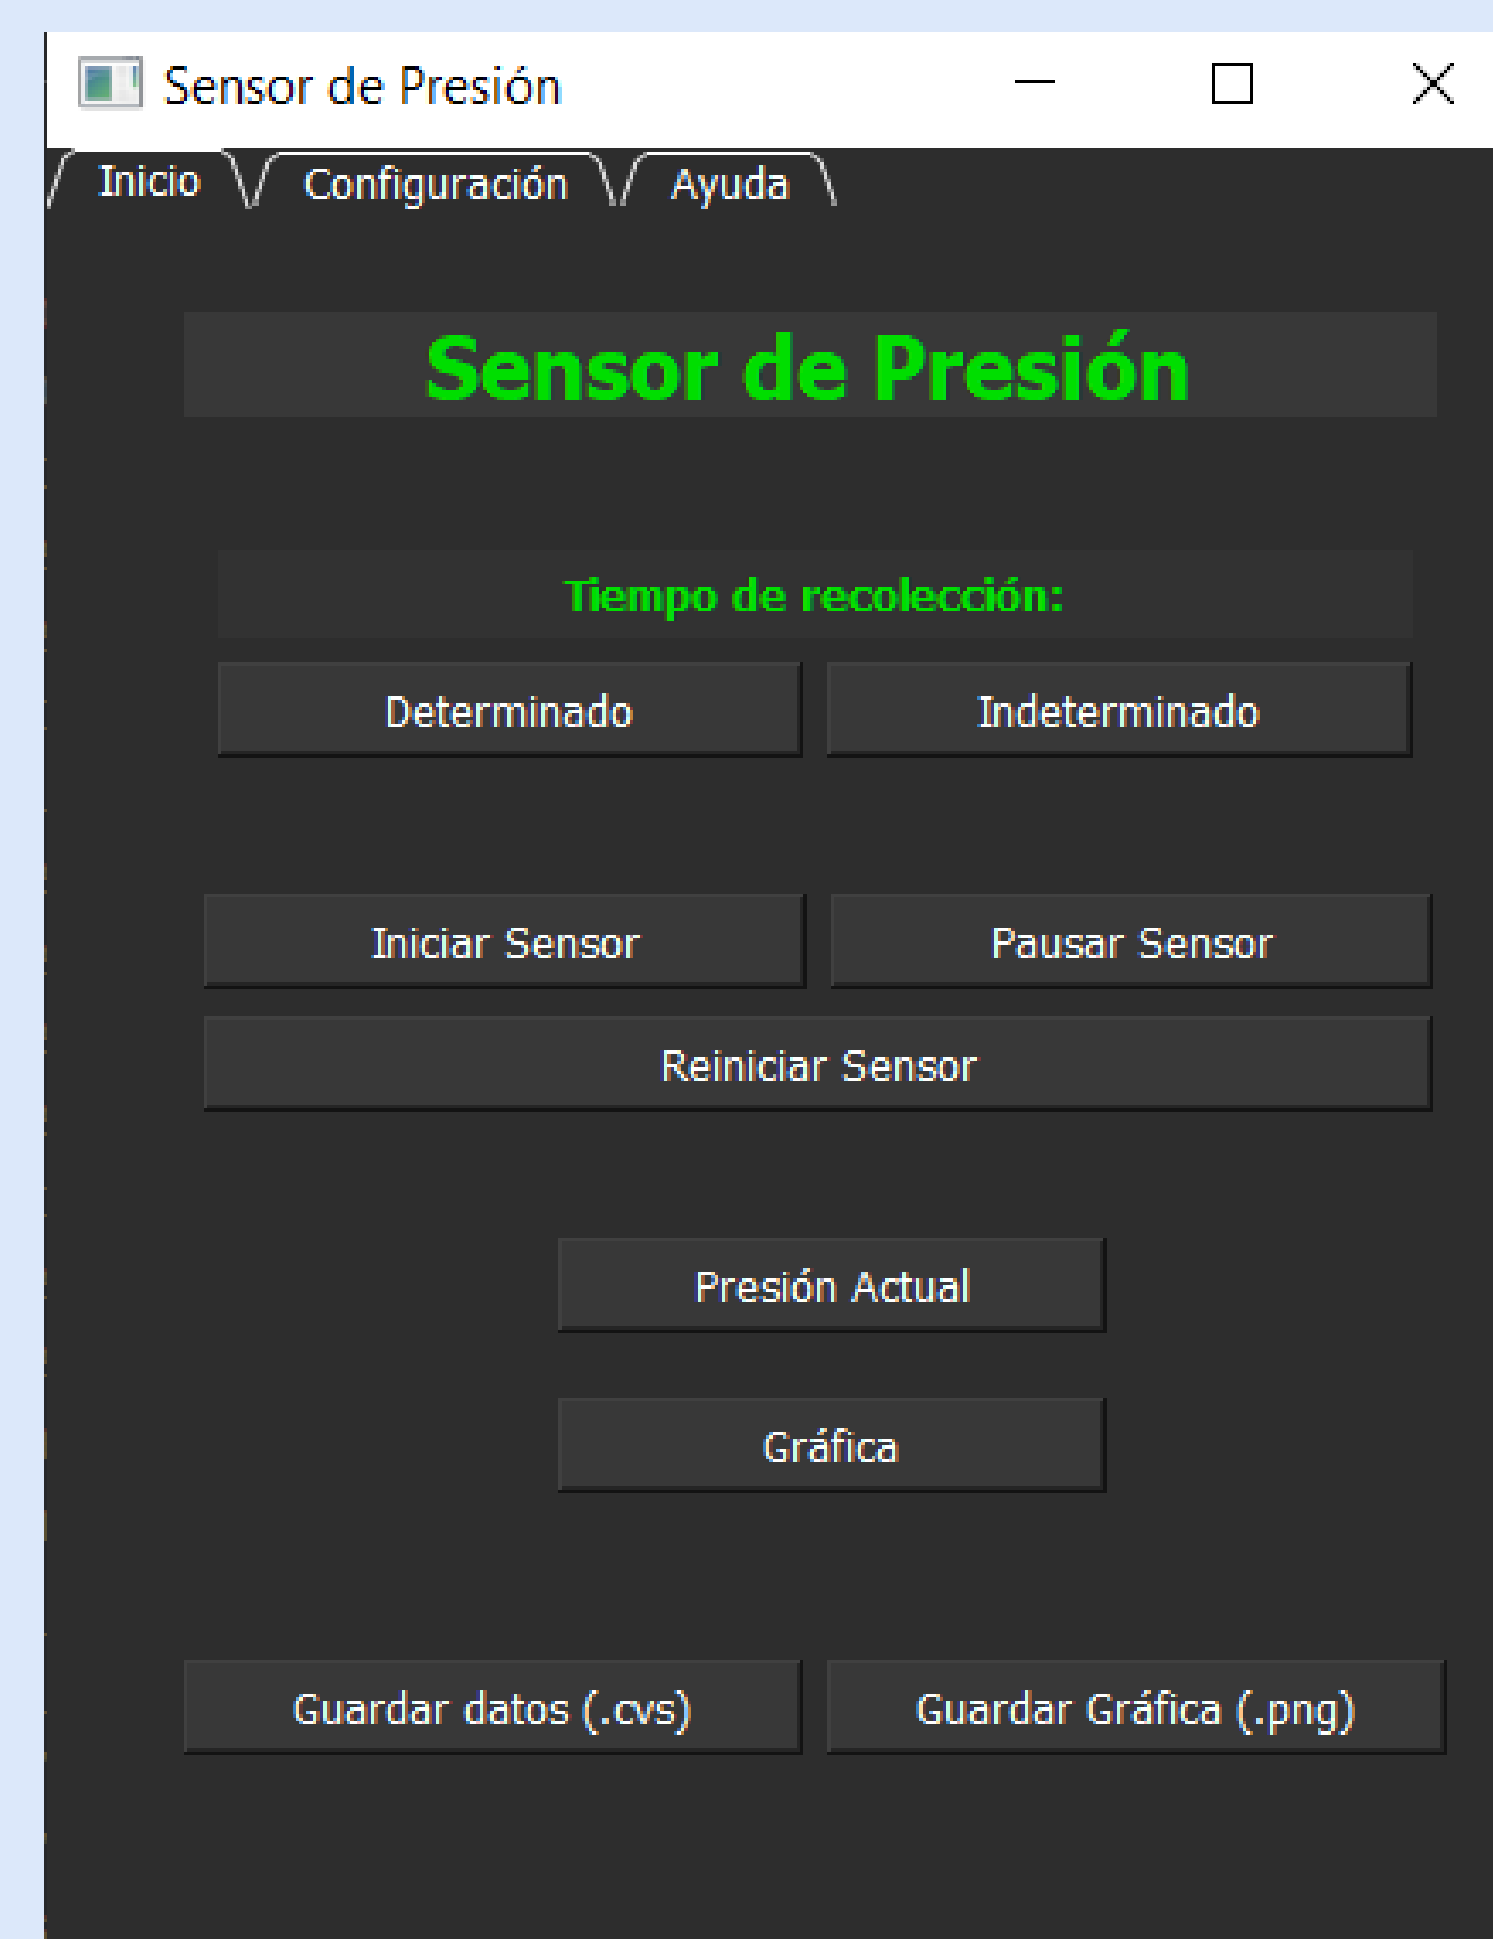 Sensor de Presión
Inicio Configuración Ayuda
Sensor de Presión
Tiempo de recolección:
Determinado Indeterminado
Iniciar Sensor Pausar Sensor
Reiniciar Sensor
Presión Actual
Gráfica
Guardar datos (.cvs) Guardar Gráfica (.png)